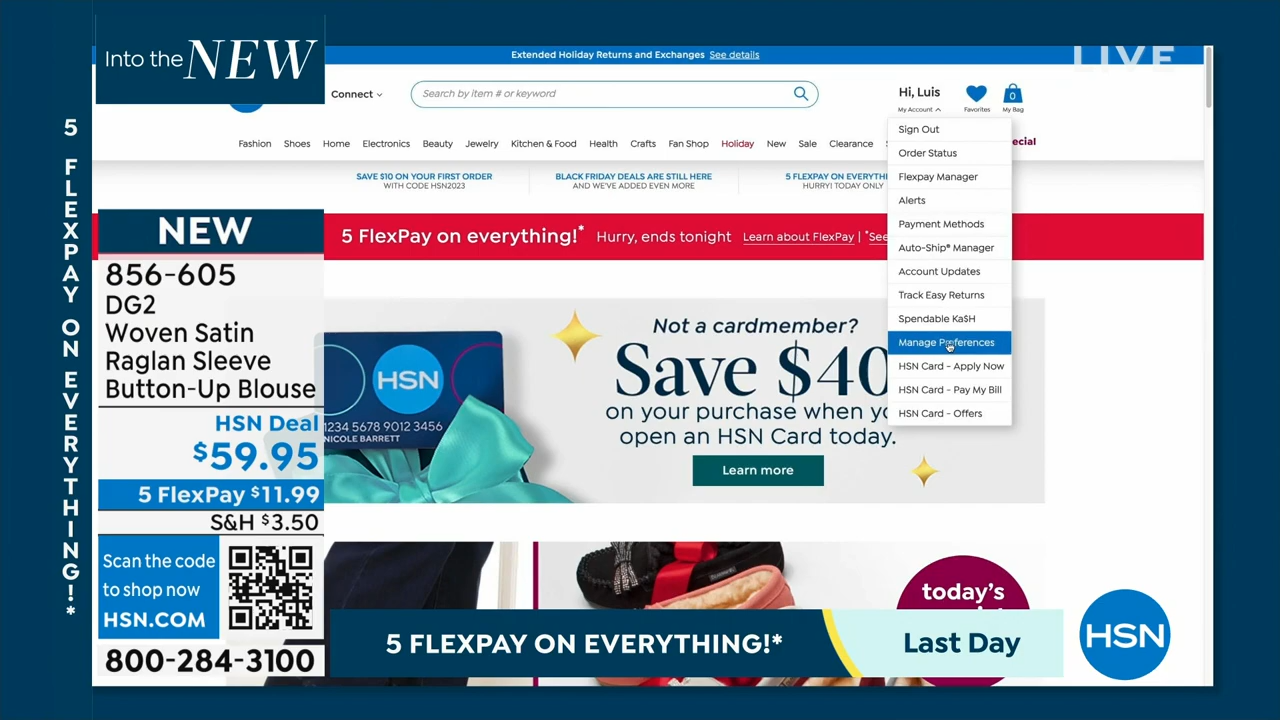 Into the NEW
LIVE
Extended Holiday Returns and Exchanges See details
Connect
Search by item # or keyword
Hi, Luis
My Account
Favorites
0
My Bag
Fashion Shoes Home Electronics Beauty Jewelry Kitchen & Food Health Crafts Fan Shop Holiday New Sale Clearance
ecial
SAVE $10 ON YOUR FIRST ORDER
WITH CODE HSN2023
BLACK FRIDAY DEALS ARE STILL HERE
AND WE'VE ADDED EVEN MORE
5 FLEXPAY ON EVERYTHI
HURRY! TODAY ONLY
5 FlexPay on everything!* Hurry, ends tonight Learn about FlexPay | *See
Sign Out
Order Status
Flexpay Manager
Alerts
Payment Methods
Auto-Ship® Manager
Account Updates
Track Easy Returns
Spendable Ka$H
Manage Preferences
HSN Card - Apply Now
HSN Card - Pay My Bill
HSN Card - Offers
5 FLEXPAY ON EVERYTHING!*
NEW
856-605
DG2
Woven Satin
Raglan Sleeve
Button-Up Blouse
HSN Deal
$59.95
5 FlexPay $11.99
S&H $3.50
Scan the code
to shop now
HSN.COM
800-284-3100
HSN
1234 5678 9012 3456
NICOLE BARRETT
Not a cardmember?
Save $40
on your purchase when yo
open an HSN Card today.
Learn more
today's
5 FLEXPAY ON EVERYTHING!*
Last Day
HSN